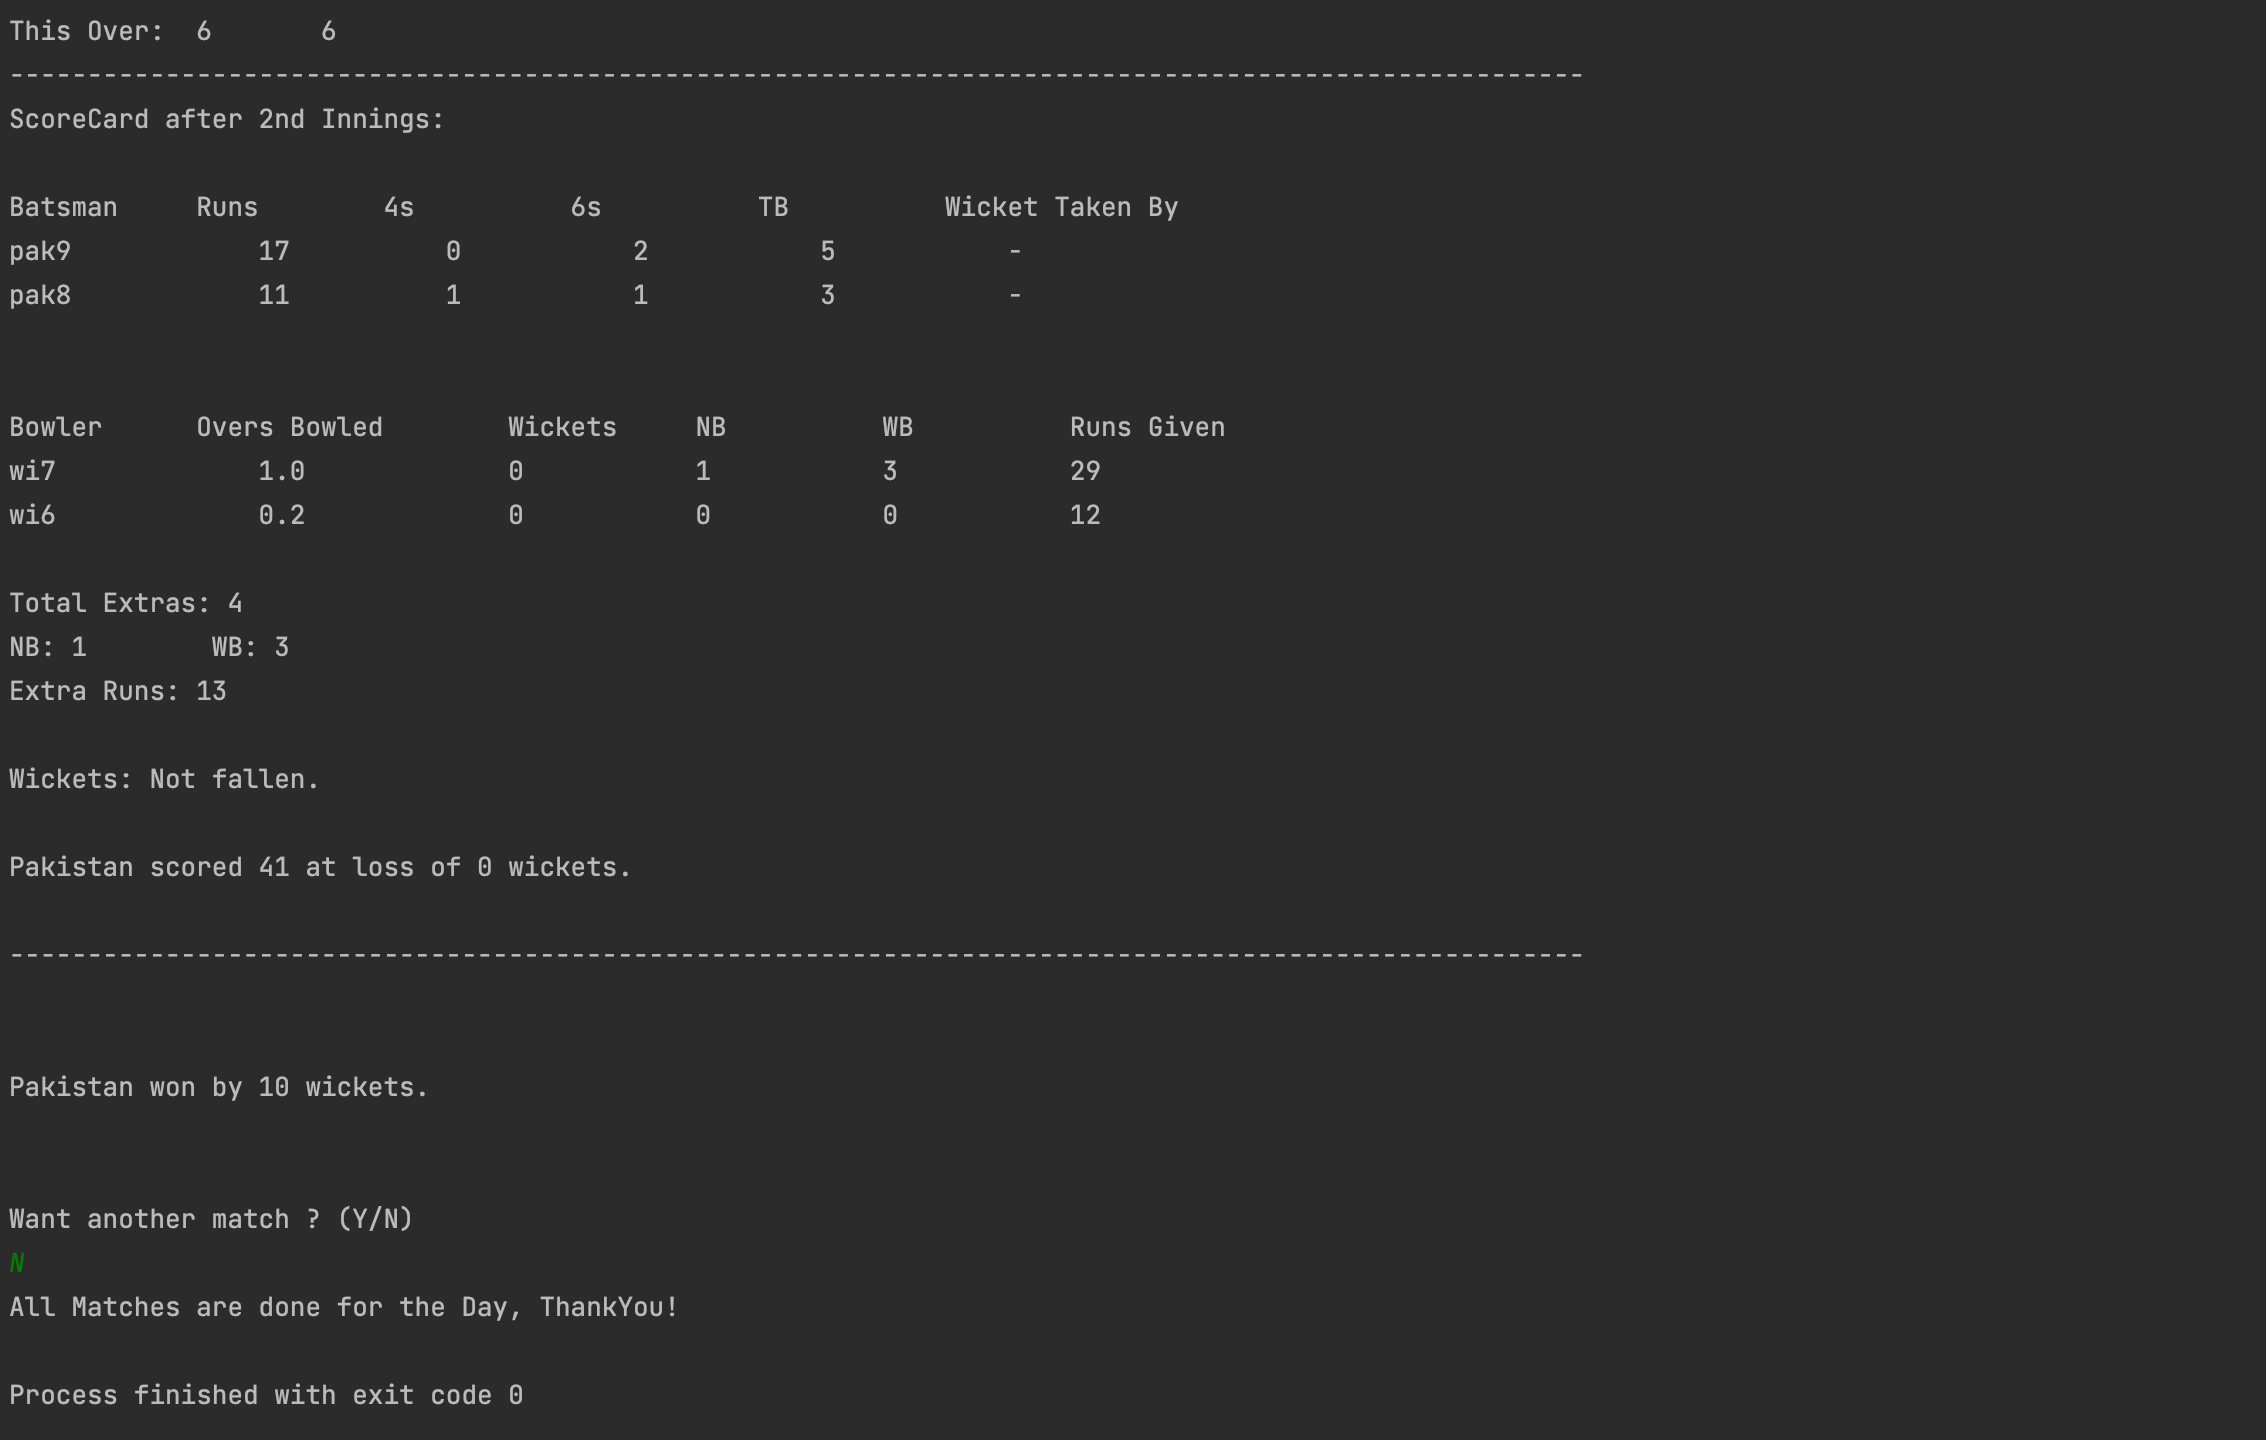 This Over:  6       6
-----------------------------------------------------------------------------------------------------
ScoreCard after 2nd Innings:
Batsman     Runs        4s          6s          TB          Wicket Taken By
pak9            17          0           2           5           -
pak8            11          1           1           3           -
Bowler      Overs Bowled        Wickets     NB          WB          Runs Given
wi7             1.0             0           1           3           29
wi6             0.2             0           0           0           12
Total Extras: 4
NB: 1        WB: 3
Extra Runs: 13
Wickets: Not fallen.
Pakistan scored 41 at loss of 0 wickets.
-----------------------------------------------------------------------------------------------------
Pakistan won by 10 wickets.
Want another match ? (Y/N)
N
All Matches are done for the Day, ThankYou!
Process finished with exit code 0